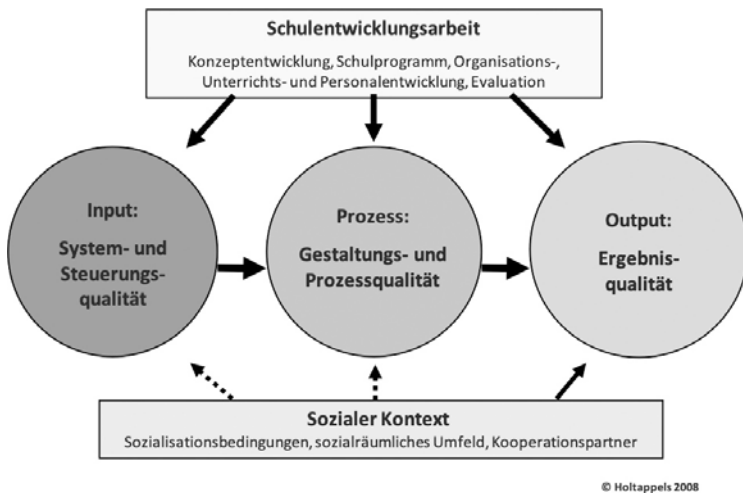 Schulentwicklungsarbeit
Konzeptentwicklung, Schulprogramm, Organisations-,
Unterrichts- und Personalentwicklung, Evaluation
Input:
System- und
Steuerungs-
qualität
Prozess:
Gestaltungs- und
Prozessqualität
Output:
Ergebnis-
qualität
Sozialer Kontext
Sozialisationsbedingungen, sozialräumliches Umfeld, Kooperationspartner
© Holtappels 2008